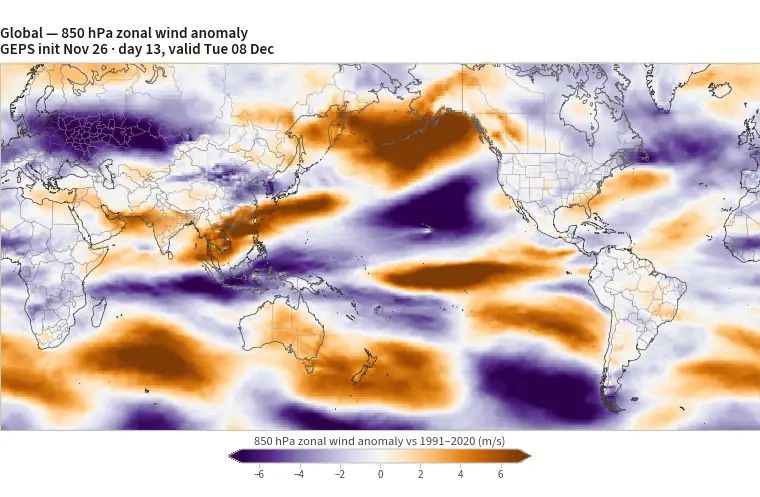 Global — 850 hPa zonal wind anomaly
GEPS init Nov 26 · day 13, valid Tue 08 Dec
850 hPa zonal wind anomaly vs 1991–2020 (m/s)
−6 −4 −2 0 2 4 6